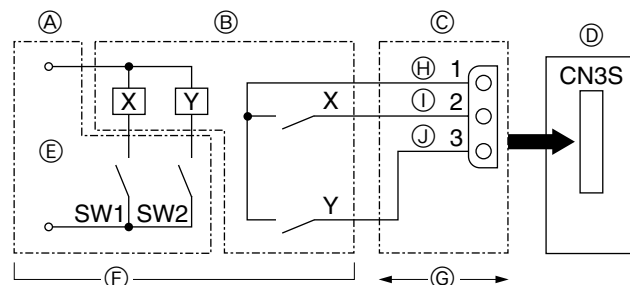 Ⓐ Ⓑ Ⓒ Ⓓ
CN3S
Ⓗ 1
X Y X Ⓘ 2
Ⓙ 3
Ⓔ
SW1 SW2 Y
Ⓕ Ⓖ